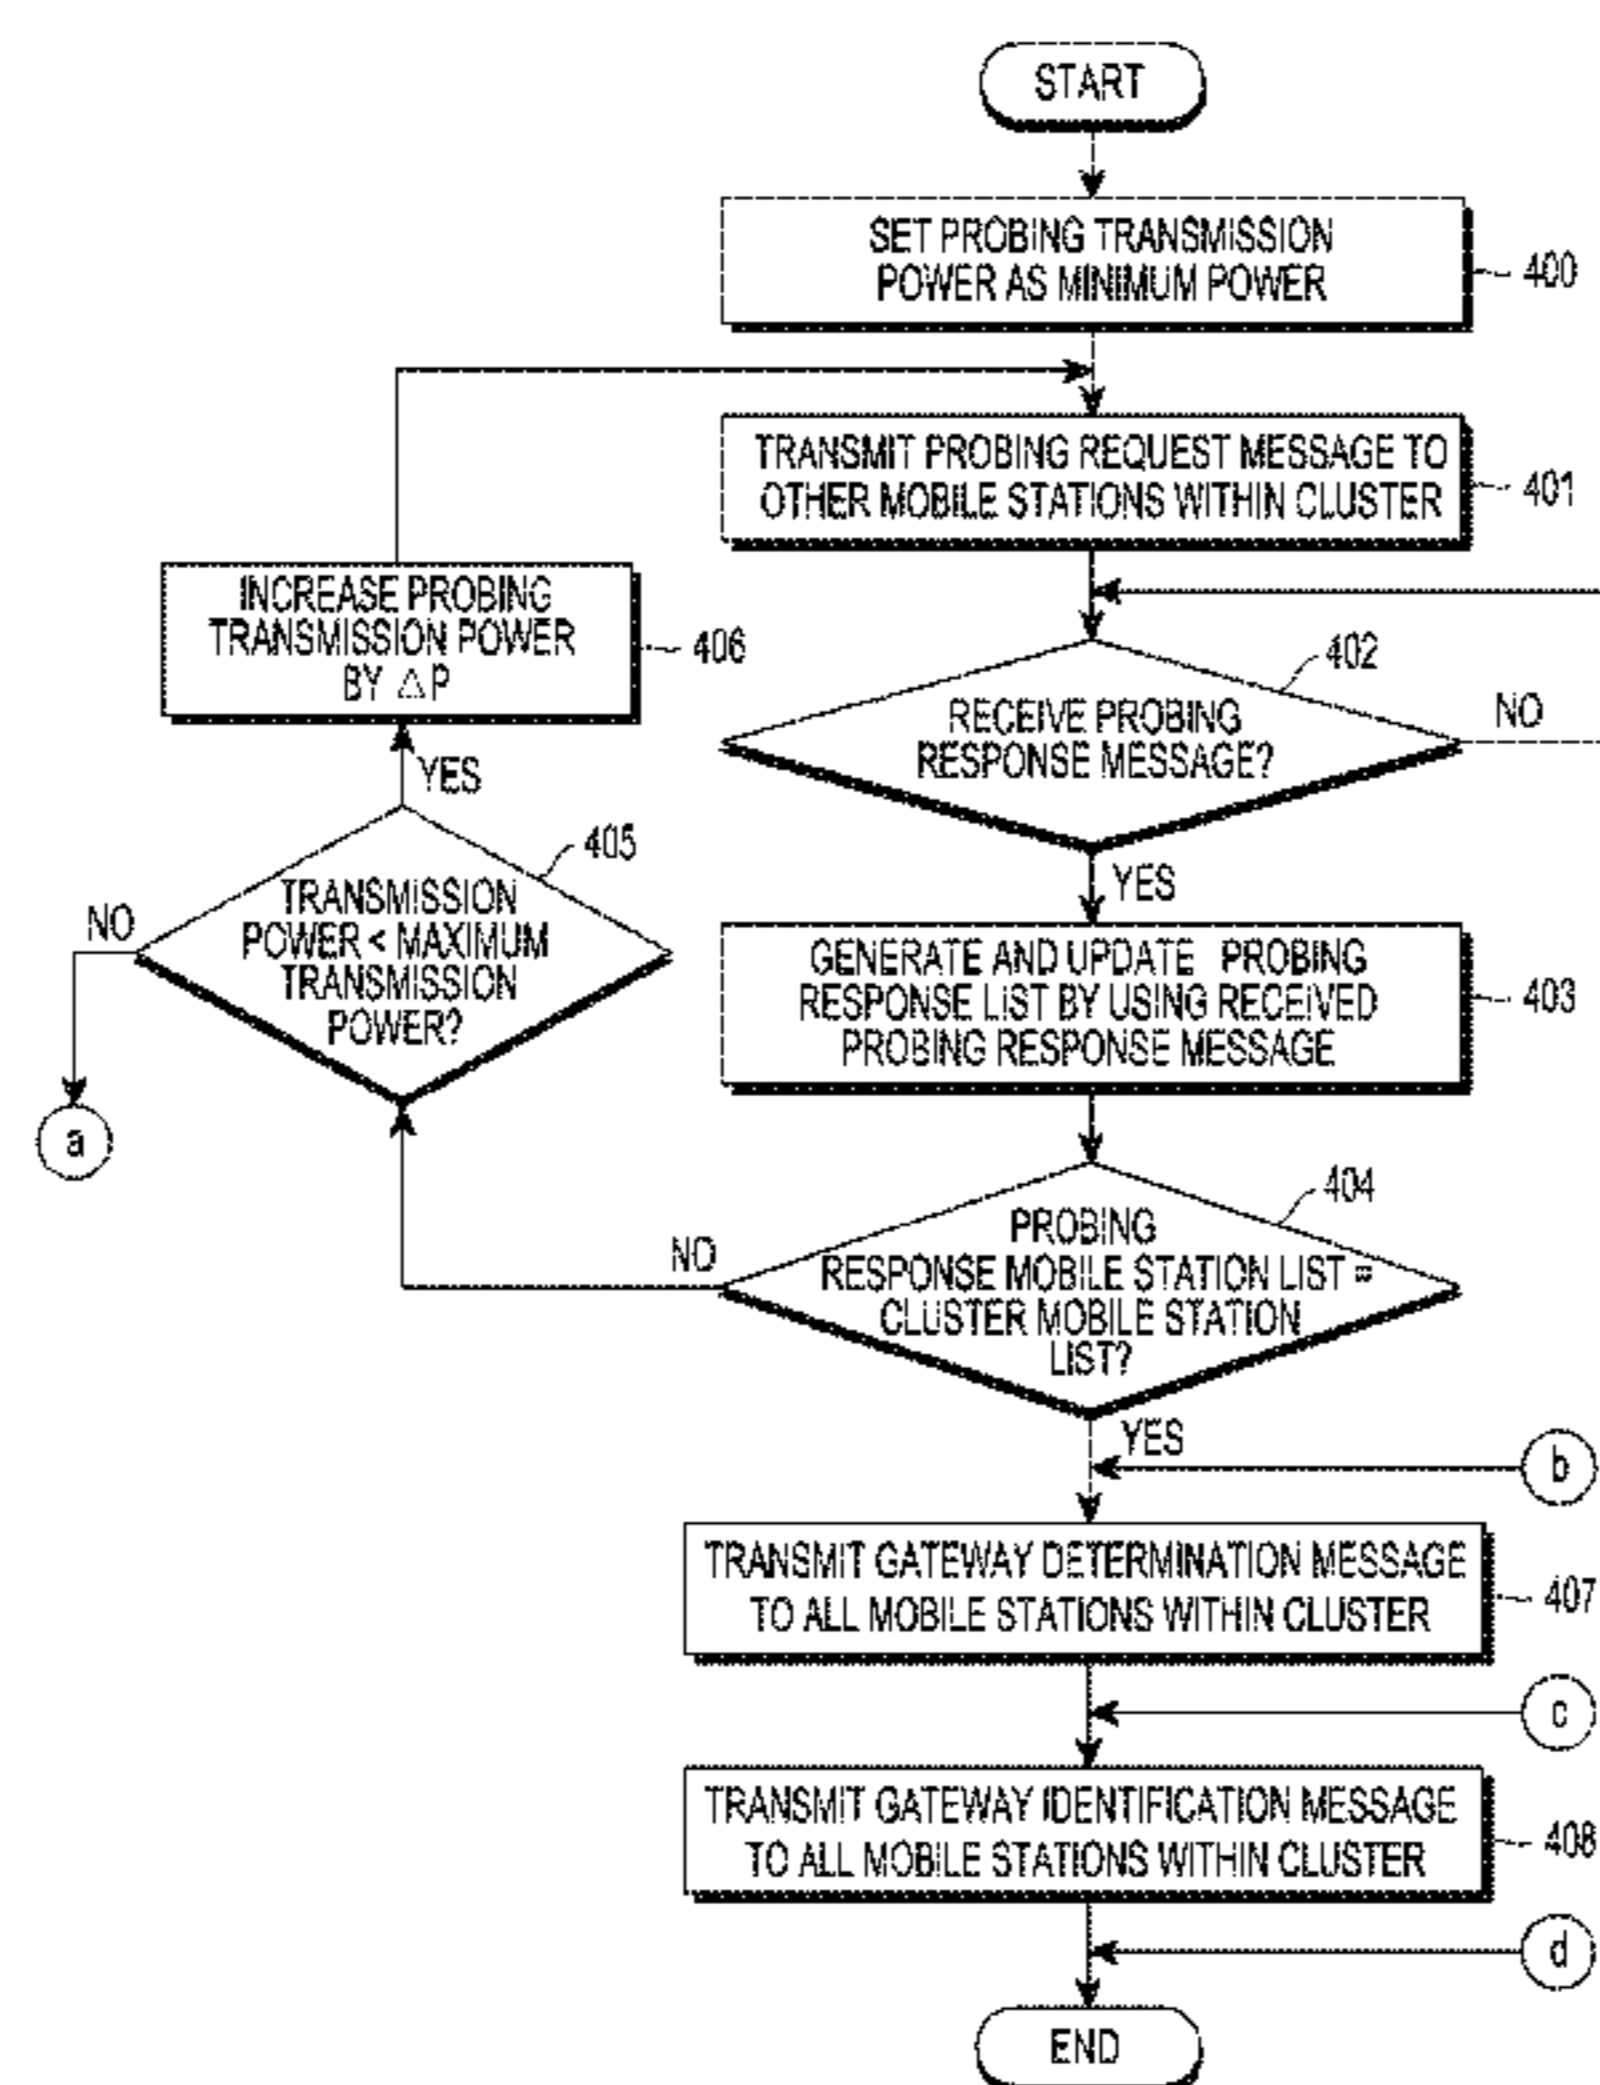 START
SET PROBING TRANSMISSION
POWER AS MINIMUM POWER
400
TRANSMIT PROBING REQUEST MESSAGE TO
OTHER MOBILE STATIONS WITHIN CLUSTER
401
INCREASE PROBING
TRANSMISSION POWER
BY △P
406
402
RECEIVE PROBING
RESPONSE MESSAGE?
NO
YES
YES
405
TRANSMISSION
POWER < MAXIMUM
TRANSMISSION
POWER?
NO
a
GENERATE AND UPDATE PROBING
RESPONSE LIST BY USING RECEIVED
PROBING RESPONSE MESSAGE
403
404
PROBING
RESPONSE MOBILE STATION LIST =
CLUSTER MOBILE STATION
LIST?
NO
YES
b
TRANSMIT GATEWAY DETERMINATION MESSAGE
TO ALL MOBILE STATIONS WITHIN CLUSTER
407
c
TRANSMIT GATEWAY IDENTIFICATION MESSAGE
TO ALL MOBILE STATIONS WITHIN CLUSTER
408
d
END